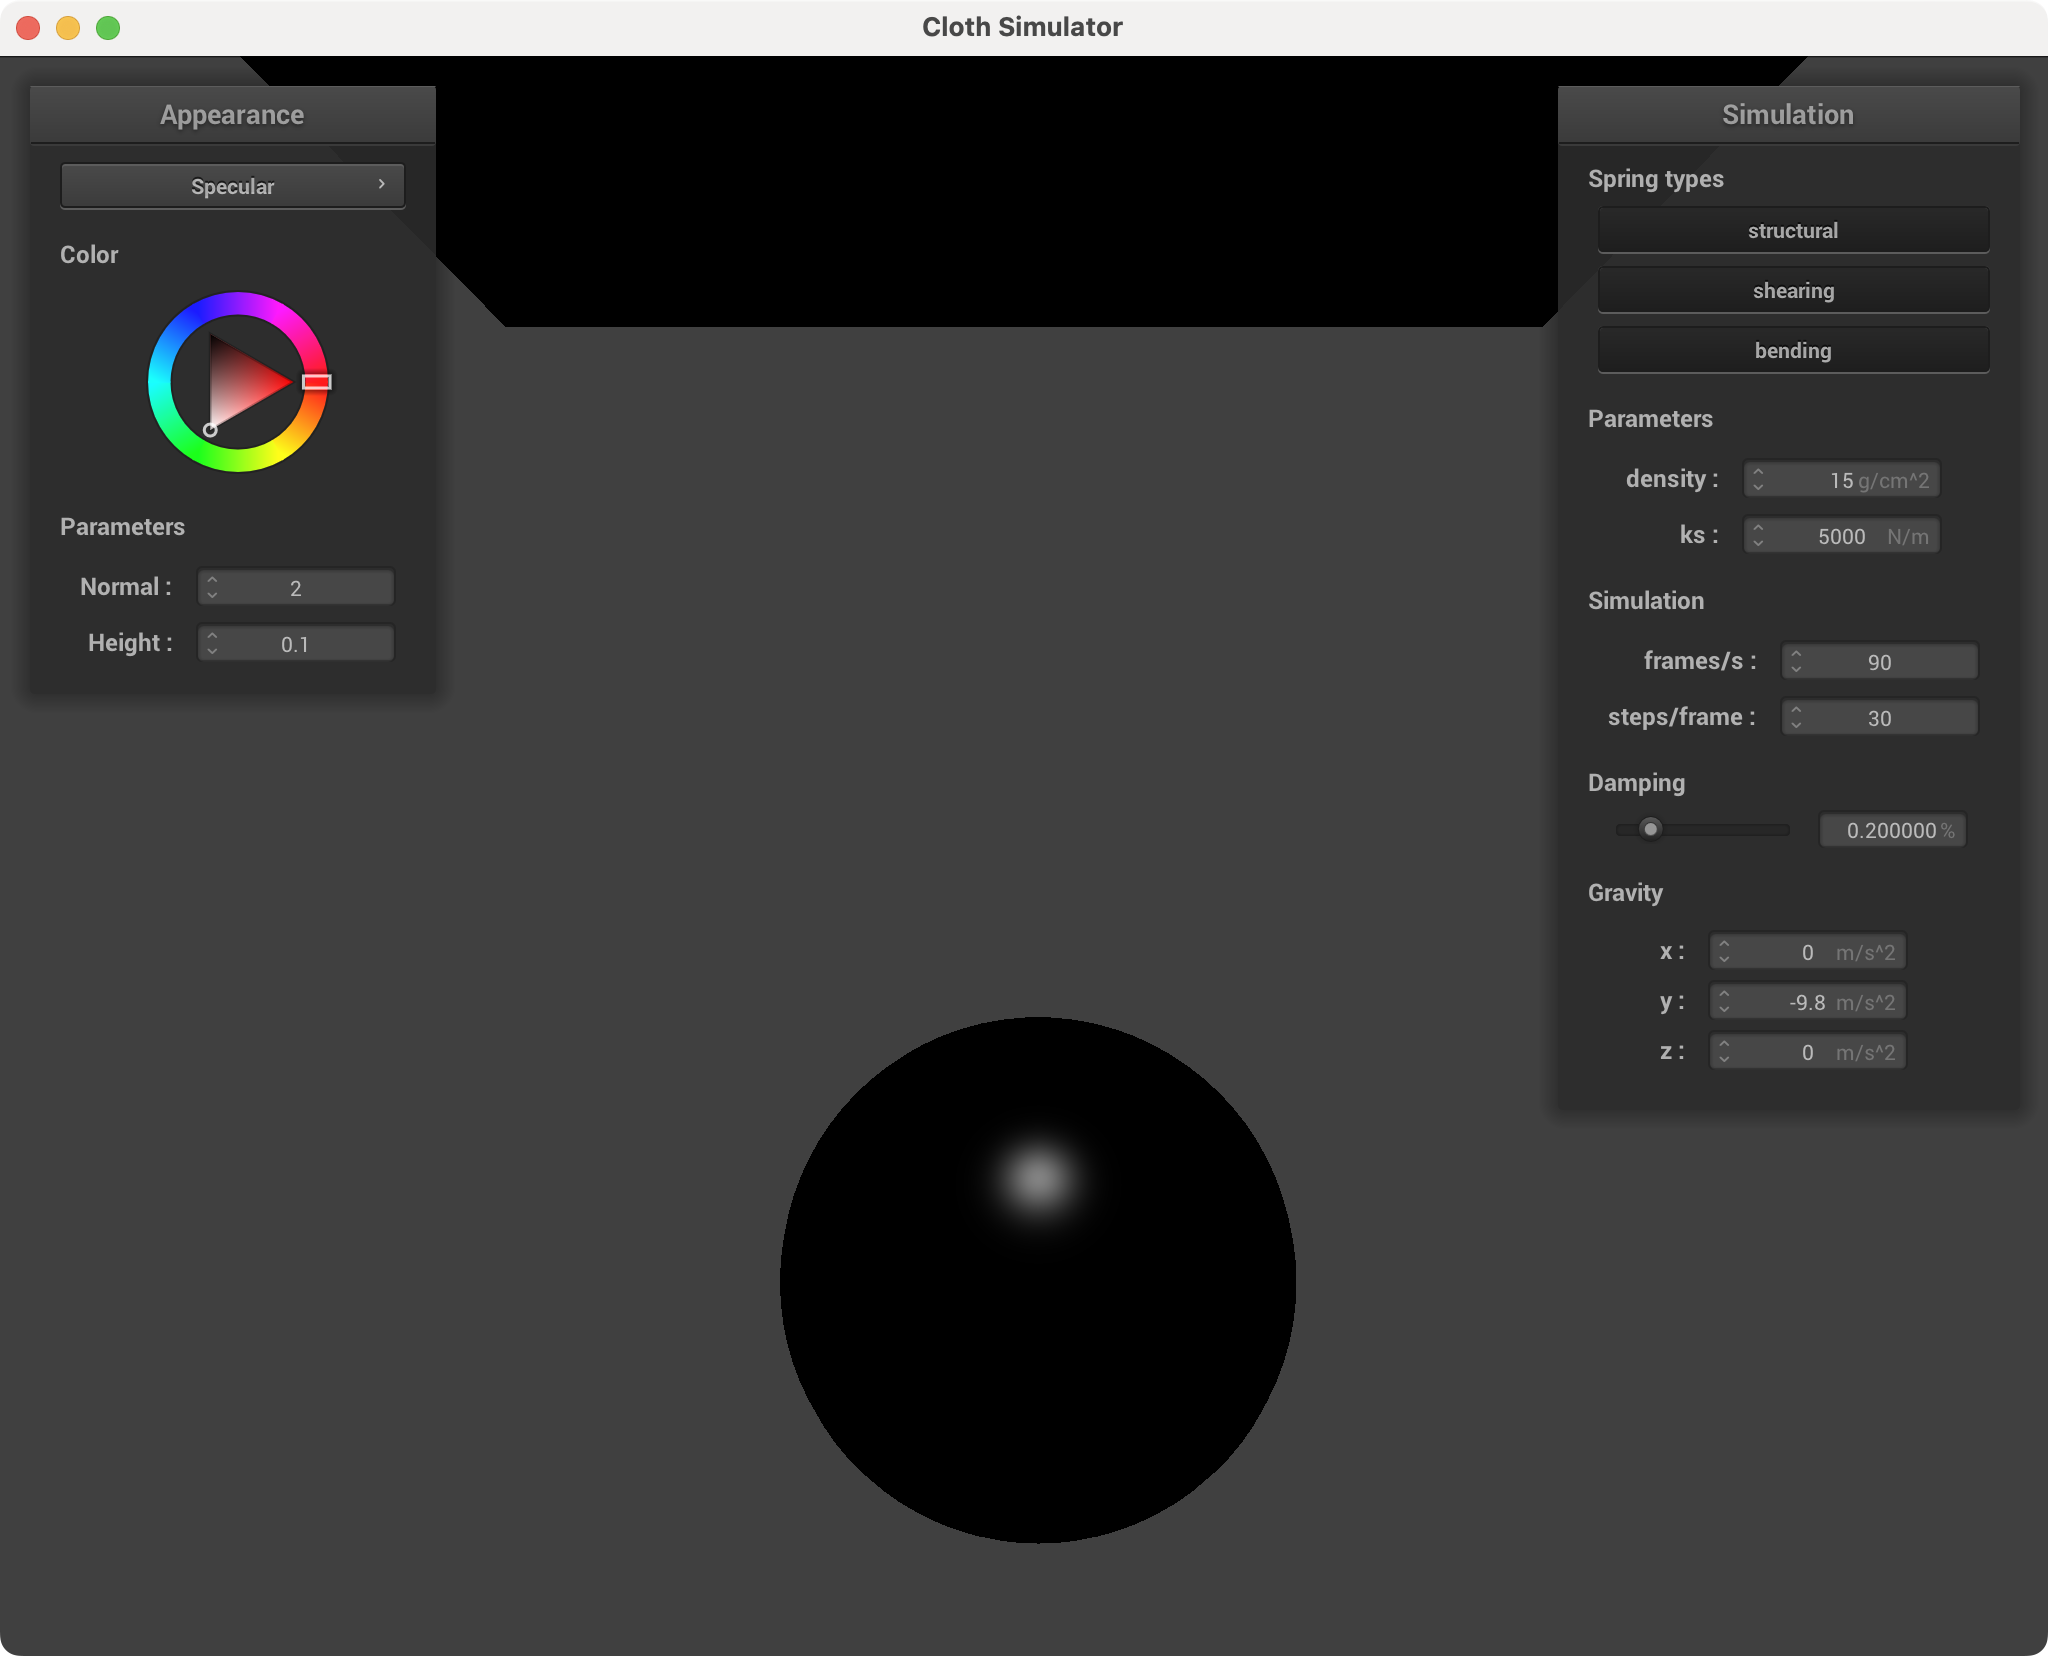 Cloth Simulator
Appearance
Specular
Color
Parameters
Normal : 2
Height : 0.1
Simulation
Spring types
structural
shearing
bending
Parameters
density : 15 g/cm^2
ks : 5000 N/m
Simulation
frames/s : 90
steps/frame : 30
Damping
0.200000 %
Gravity
x : 0 m/s^2
y : -9.8 m/s^2
z : 0 m/s^2